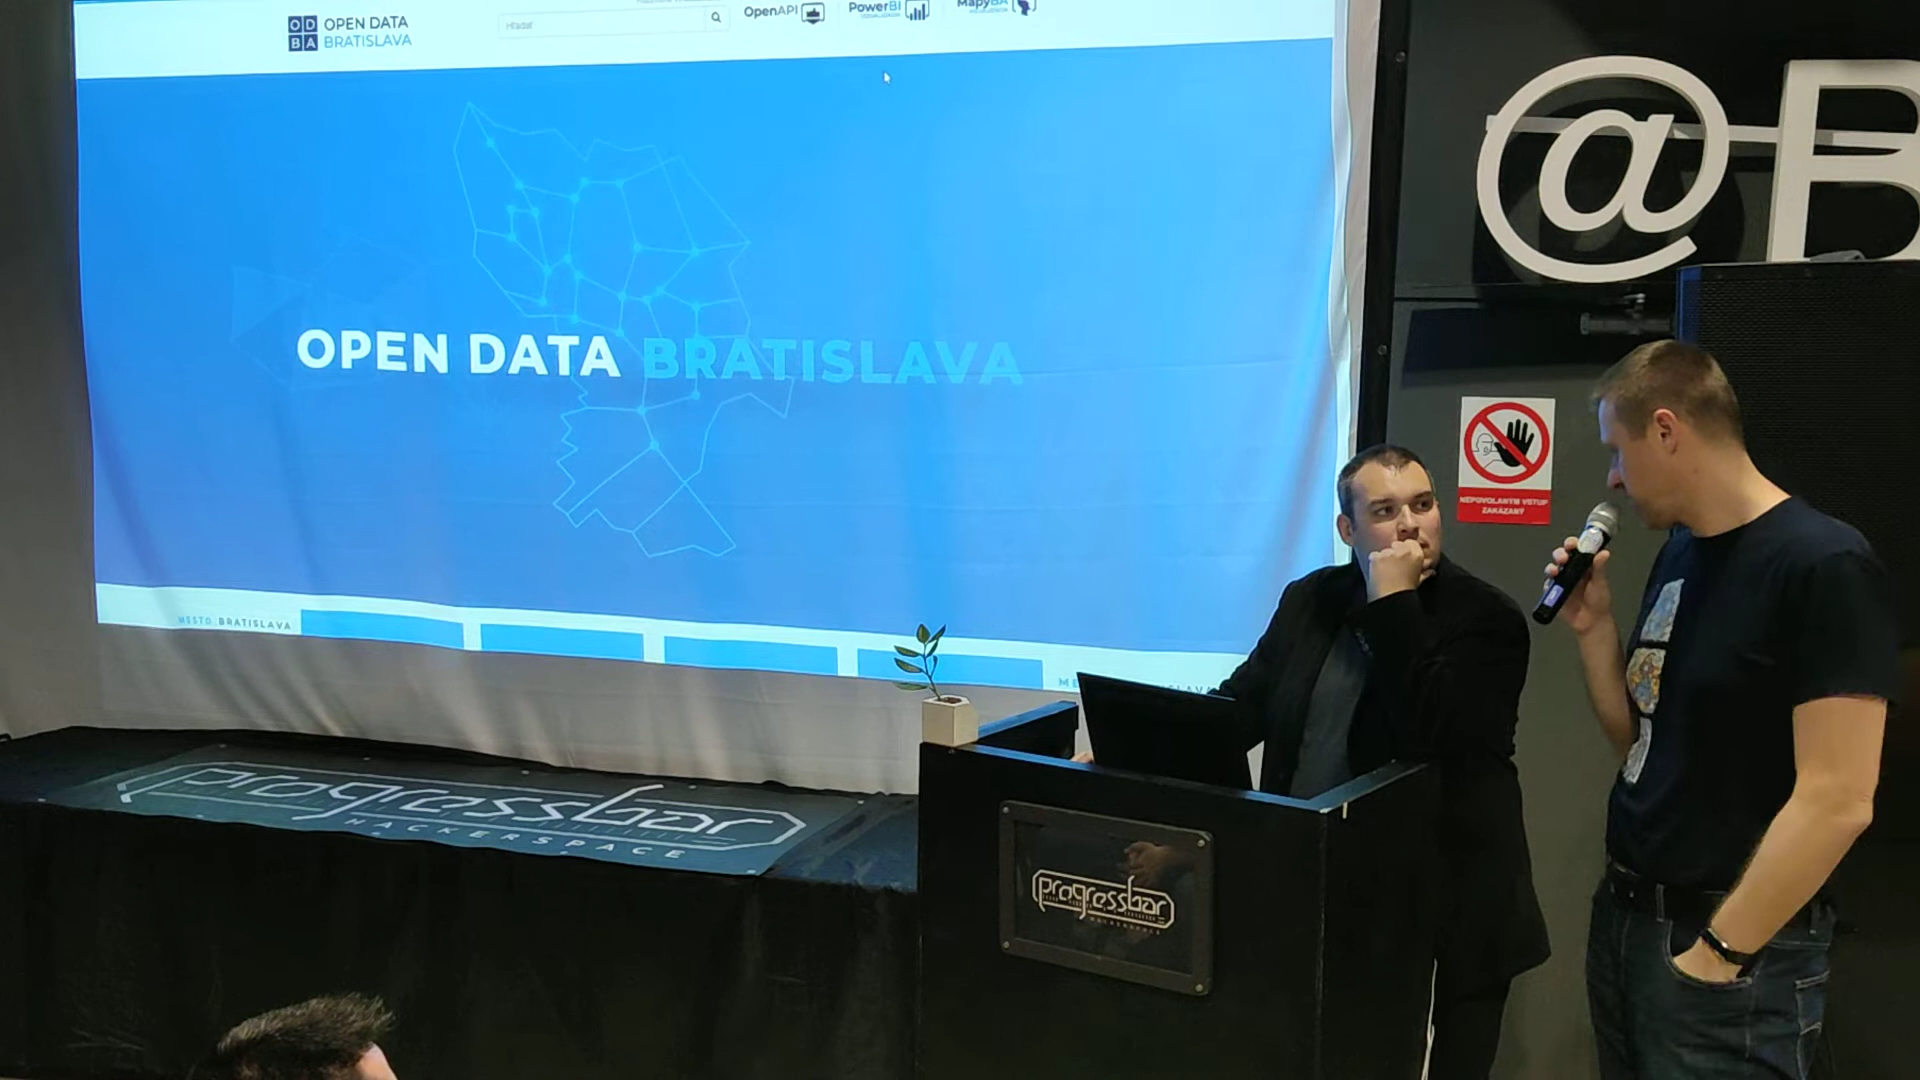 OD
BA
OPEN DATA
BRATISLAVA
Hľadať
OpenAPI
PowerBI
MapyBA
OPEN DATA BRATISLAVA
MESTO BRATISLAVA
@B
NEPOVOLANÝM VSTUP
ZAKÁZANÝ
progressbar
HACKERSPACE
progressbar
HACKERSPACE